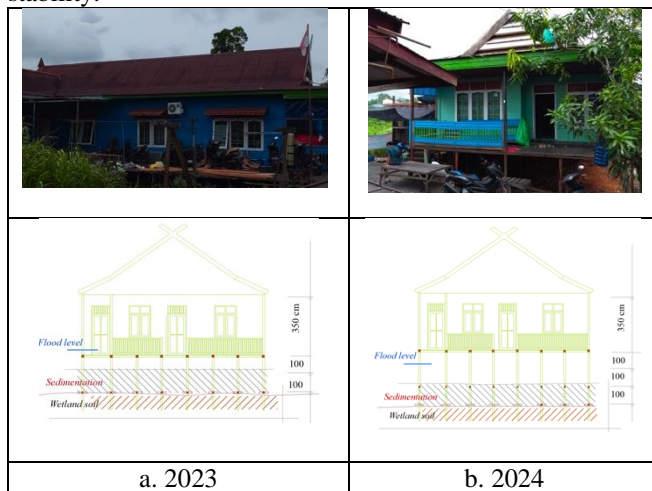 stability.
Flood level
350 cm
100
Sedimentation
100
Wetland soil
Flood level
350 cm
100
100
Sedimentation
100
Wetland soil
a. 2023
b. 2024